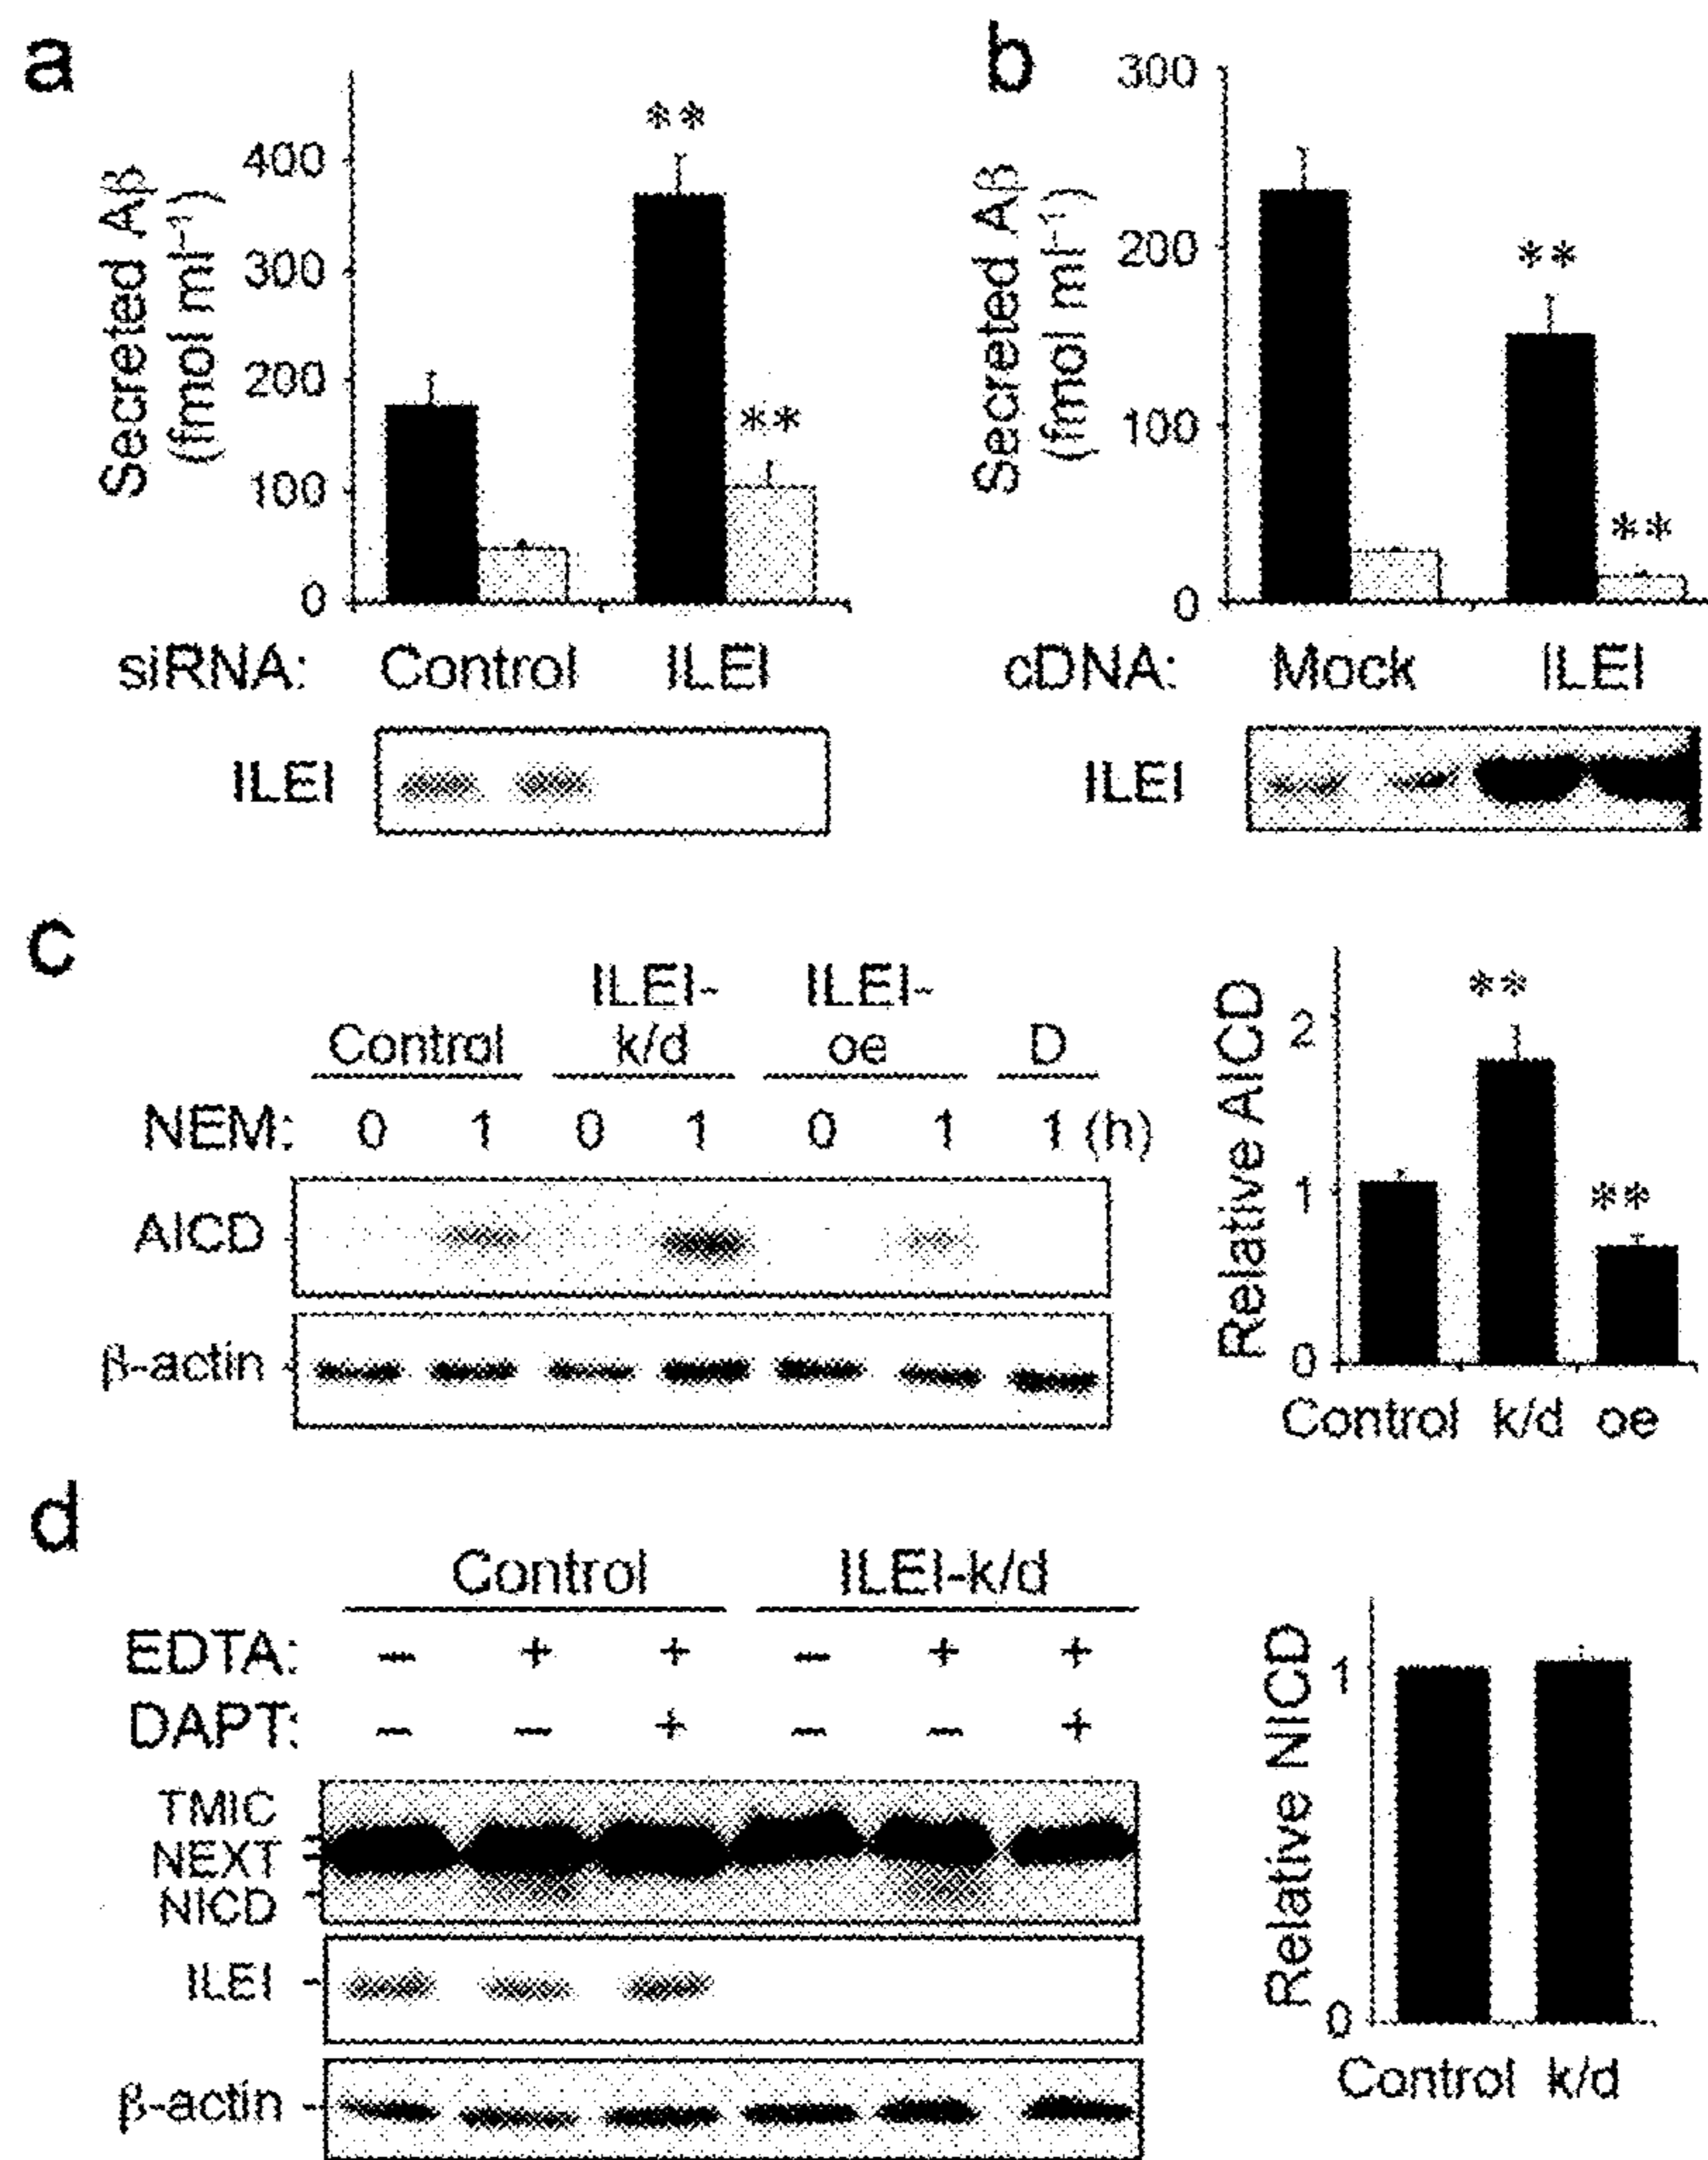 a
Secreted Aβ
(fmol ml⁻¹)
400
300
200
100
0
**
**
siRNA: Control ILEI
ILEI
b
Secreted Aβ
(fmol ml⁻¹)
300
200
100
0
**
**
cDNA: Mock ILEI
ILEI
c
Control ILEI-k/d ILEI-oe D
NEM: 0 1 0 1 0 1 1 (h)
AICD
β-actin
Relative AICD
2
1
0
**
**
Control k/d oe
d
Control ILEI-k/d
EDTA: – + + – + +
DAPT: – – + – – +
TMIC
NEXT
NICD
ILEI
β-actin
Relative NICD
1
0
Control k/d